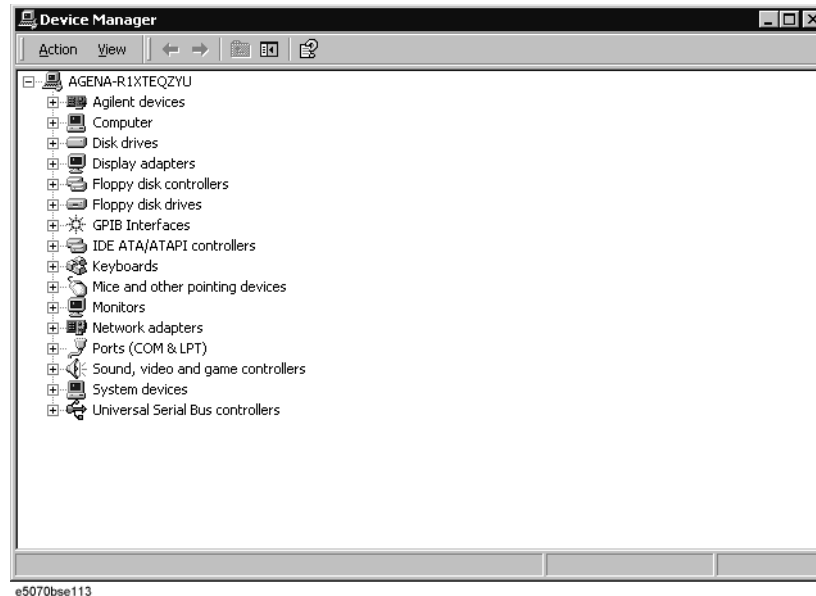 Device Manager
Action View
AGENA-R1XTEQZYU
Agilent devices
Computer
Disk drives
Display adapters
Floppy disk controllers
Floppy disk drives
GPIB Interfaces
IDE ATA/ATAPI controllers
Keyboards
Mice and other pointing devices
Monitors
Network adapters
Ports (COM & LPT)
Sound, video and game controllers
System devices
Universal Serial Bus controllers
e5070bse113